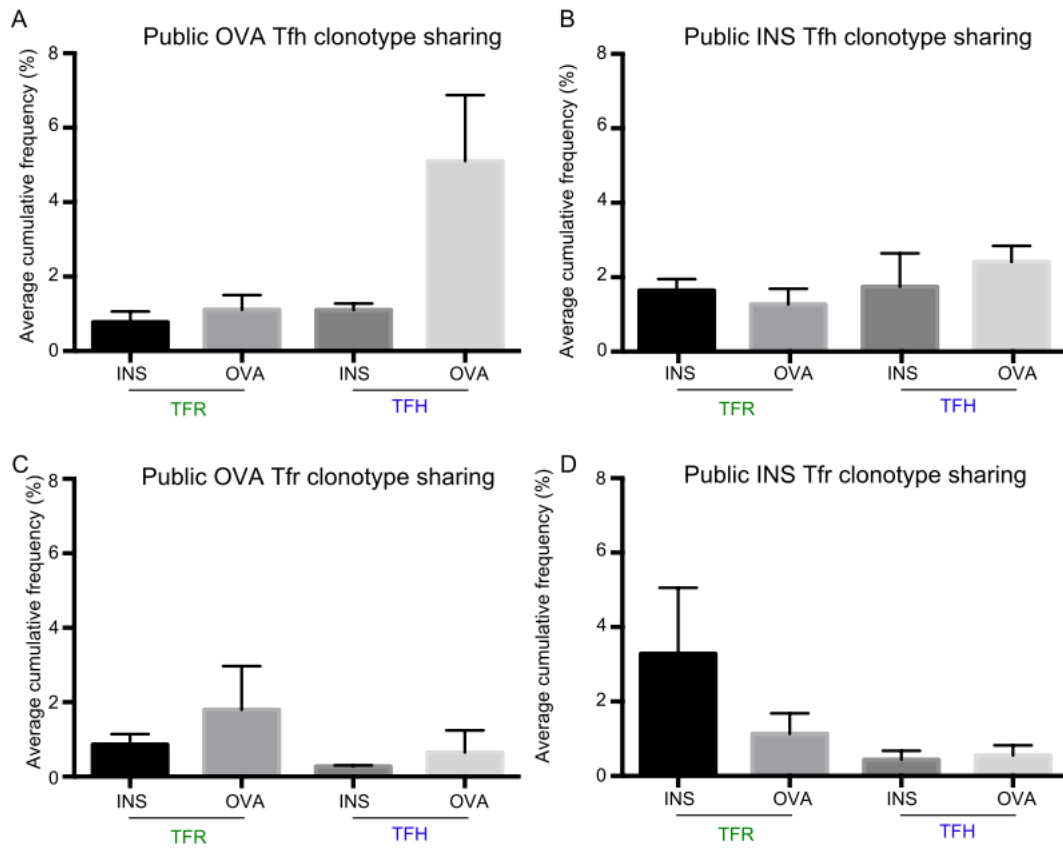 A
Public OVA Tfh clonotype sharing
Average cumulative frequency (%)
8
6
4
2
0
INS OVA INS OVA
TFR TFH
B
Public INS Tfh clonotype sharing
Average cumulative frequency (%)
8
6
4
2
0
INS OVA INS OVA
TFR TFH
C
Public OVA Tfr clonotype sharing
Average cumulative frequency (%)
8
6
4
2
0
INS OVA INS OVA
TFR TFH
D
Public INS Tfr clonotype sharing
Average cumulative frequency (%)
8
6
4
2
0
INS OVA INS OVA
TFR TFH